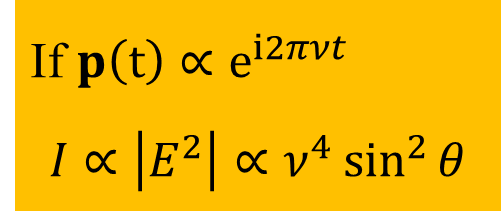 If 𝐩(t) ∝ e^{i2πνt}
I ∝ |E²| ∝ ν⁴ sin² θ